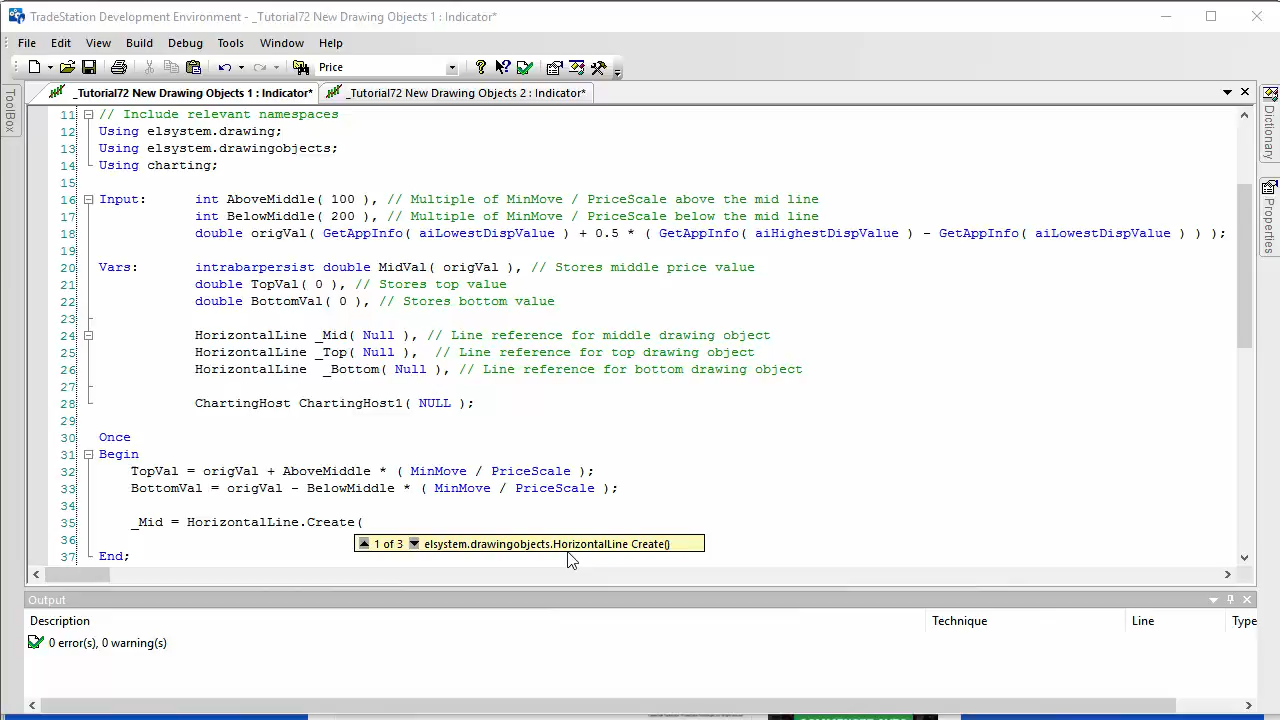 TradeStation Development Environment - _Tutorial72 New Drawing Objects 1 : Indicator*
File Edit View Build Debug Tools Window Help
Price
_Tutorial72 New Drawing Objects 1 : Indicator* _Tutorial72 New Drawing Objects 2 : Indicator*
ToolBox
Dictionary
Properties
11 // Include relevant namespaces
12 Using elsystem.drawing;
13 Using elsystem.drawingobjects;
14 Using charting;
15
16 Input: int AboveMiddle( 100 ), // Multiple of MinMove / PriceScale above the mid line
17 int BelowMiddle( 200 ), // Multiple of MinMove / PriceScale below the mid line
18 double origVal( GetAppInfo( aiLowestDispValue ) + 0.5 * ( GetAppInfo( aiHighestDispValue ) - GetAppInfo( aiLowestDispValue ) ) );
19
20 Vars: intrabarpersist double MidVal( origVal ), // Stores middle price value
21 double TopVal( 0 ), // Stores top value
22 double BottomVal( 0 ), // Stores bottom value
23
24 HorizontalLine _Mid( Null ), // Line reference for middle drawing object
25 HorizontalLine _Top( Null ), // Line reference for top drawing object
26 HorizontalLine _Bottom( Null ), // Line reference for bottom drawing object
27
28 ChartingHost ChartingHost1( NULL );
29
30 Once
31 Begin
32 TopVal = origVal + AboveMiddle * ( MinMove / PriceScale );
33 BottomVal = origVal - BelowMiddle * ( MinMove / PriceScale );
34
35 _Mid = HorizontalLine.Create(
36
1 of 3 elsystem.drawingobjects.HorizontalLine Create()
37 End;
Output
Description Technique Line Type
0 error(s), 0 warning(s)